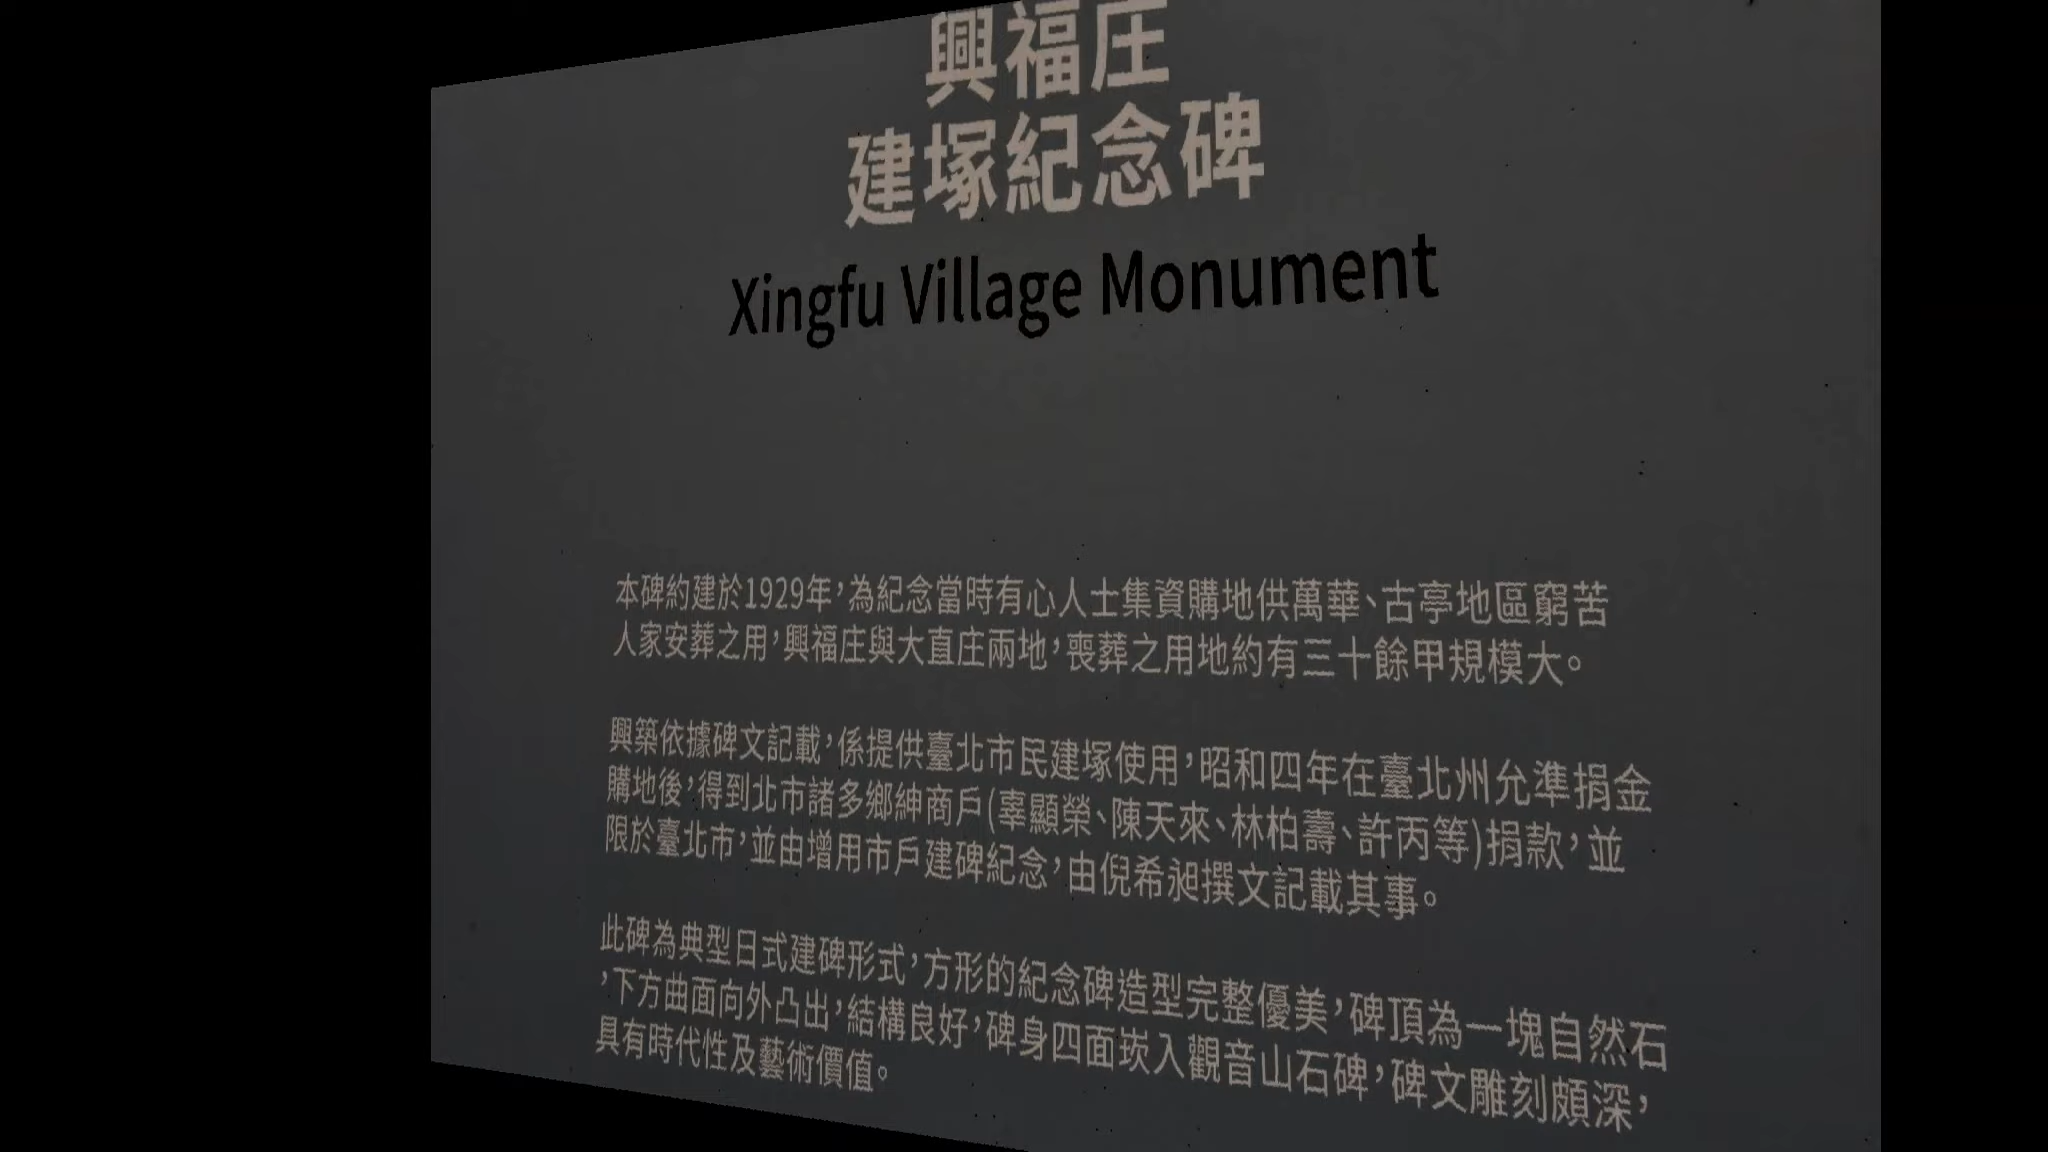 興福庄
建塚紀念碑
Xingfu Village Monument
本碑約建於1929年，為紀念當時有心人士集資購地供萬華、古亭地區窮苦
人家安葬之用，興福庄與大直庄兩地，喪葬之用地約有三十餘甲規模大。
興築依據碑文記載，係提供臺北市民建塚使用，昭和四年在臺北州允準捐金
購地後，得到北市諸多鄉紳商戶(辜顯榮、陳天來、林柏壽、許丙等)捐款，並
限於臺北市，並由增用市戶建碑紀念，由倪希昶撰文記載其事。
此碑為典型日式建碑形式，方形的紀念碑造型完整優美，碑頂為一塊自然石
，下方曲面向外凸出，結構良好，碑身四面崁入觀音山石碑，碑文雕刻頗深，
具有時代性及藝術價值。